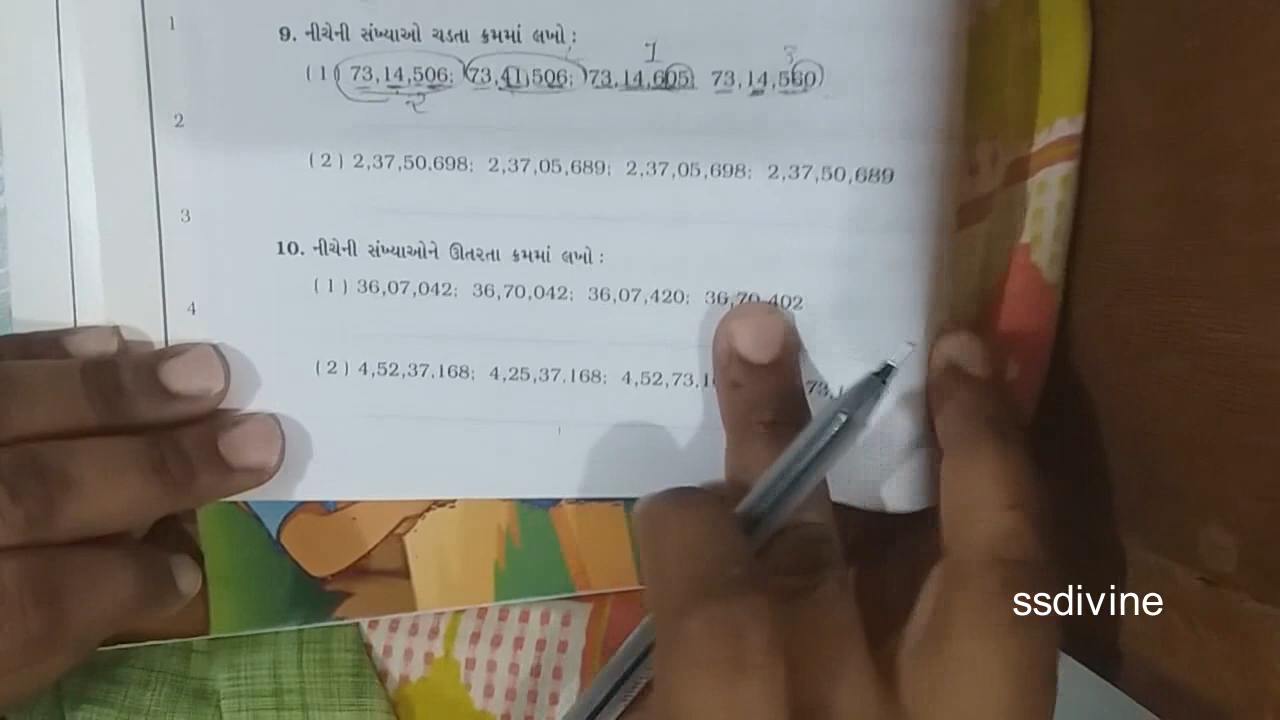 1
9. નીચેની સંખ્યાઓ ચડતા ક્રમમાં લખો :
1 3
(1) 73,14,506; 73,41,506; 73,14,605; 73,14,560
2
2
(2) 2,37,50,698; 2,37,05,689; 2,37,05,698; 2,37,50,689
3
10. નીચેની સંખ્યાઓને ઊતરતા ક્રમમાં લખો :
(1) 36,07,042; 36,70,042; 36,07,420; 36,70,402
4
(2) 4,52,37,168; 4,25,37,168; 4,52,73,1
ssdivine